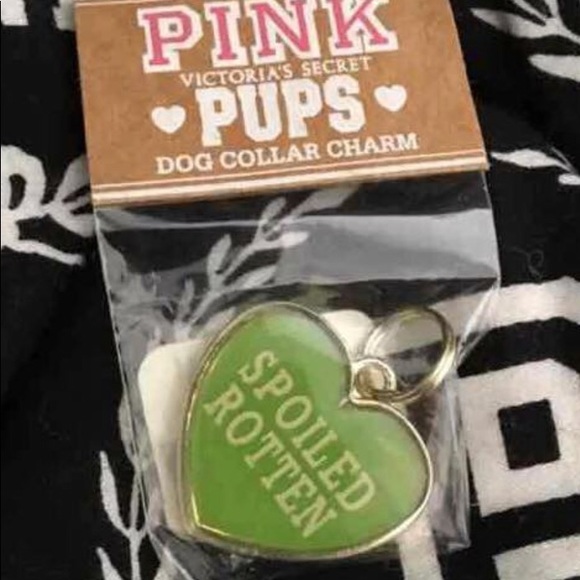 PINK
VICTORIA'S SECRET
PUPS
DOG COLLAR CHARM
SPOILED
ROTTEN